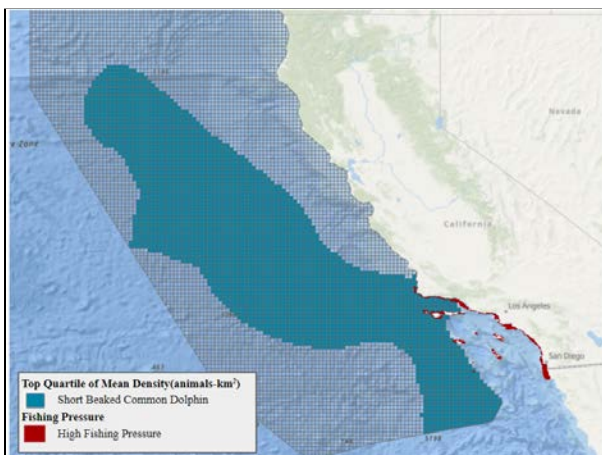 Nevada
California
Los Angeles
San Diego
Top Quartile of Mean Density(animals-km²)
Short Beaked Common Dolphin
Fishing Pressure
High Fishing Pressure